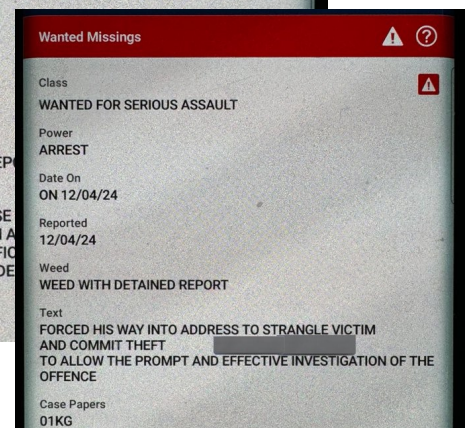 Wanted Missings
Class
WANTED FOR SERIOUS ASSAULT
Power
ARREST
Date On
ON 12/04/24
Reported
12/04/24
Weed
WEED WITH DETAINED REPORT
Text
FORCED HIS WAY INTO ADDRESS TO STRANGLE VICTIM
AND COMMIT THEFT
TO ALLOW THE PROMPT AND EFFECTIVE INVESTIGATION OF THE
OFFENCE
Case Papers
01KG